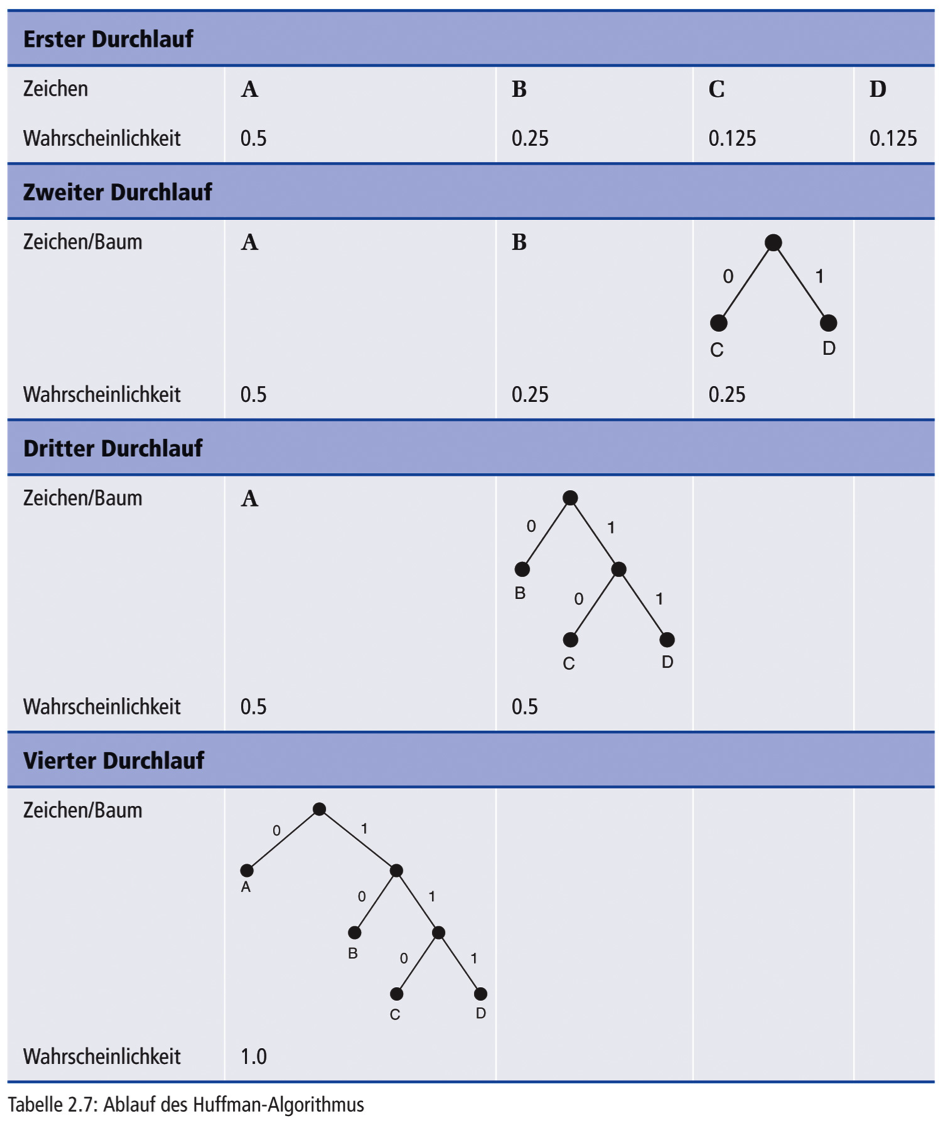 Erster Durchlauf
Zeichen A B C D
Wahrscheinlichkeit 0.5 0.25 0.125 0.125
Zweiter Durchlauf
Zeichen/Baum A B
0 1
C D
Wahrscheinlichkeit 0.5 0.25 0.25
Dritter Durchlauf
Zeichen/Baum A
0 1
B 0 1
C D
Wahrscheinlichkeit 0.5 0.5
Vierter Durchlauf
Zeichen/Baum
0 1
A
0 1
B
0 1
C D
Wahrscheinlichkeit 1.0
Tabelle 2.7: Ablauf des Huffman-Algorithmus